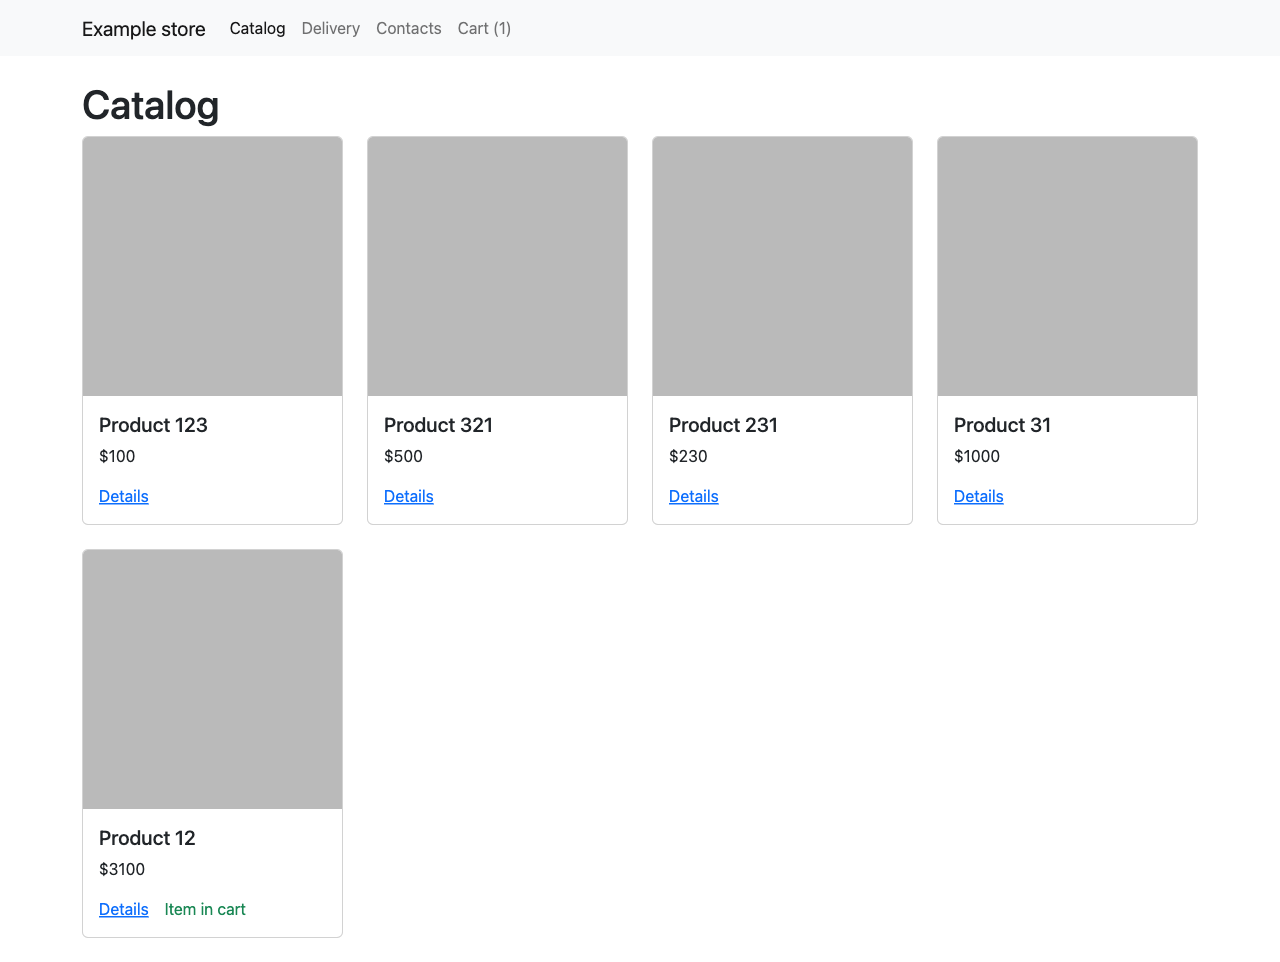 Example store Catalog Delivery Contacts Cart (1)
Catalog
Product 123
$100
Details
Product 321
$500
Details
Product 231
$230
Details
Product 31
$1000
Details
Product 12
$3100
Details Item in cart